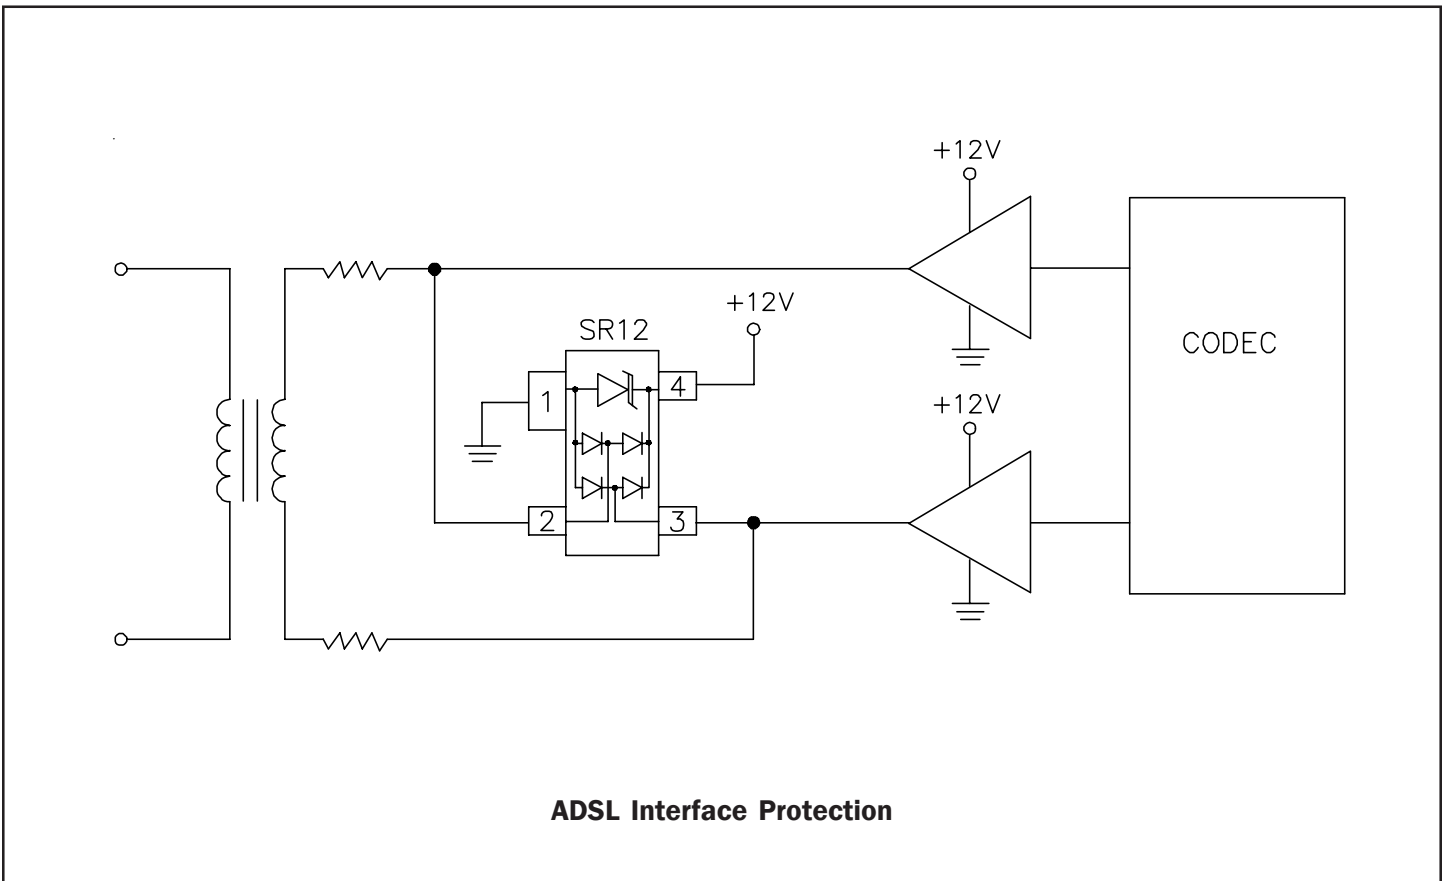 +12V
+12V
SR12
CODEC
1
4
+12V
2
3
ADSL Interface Protection